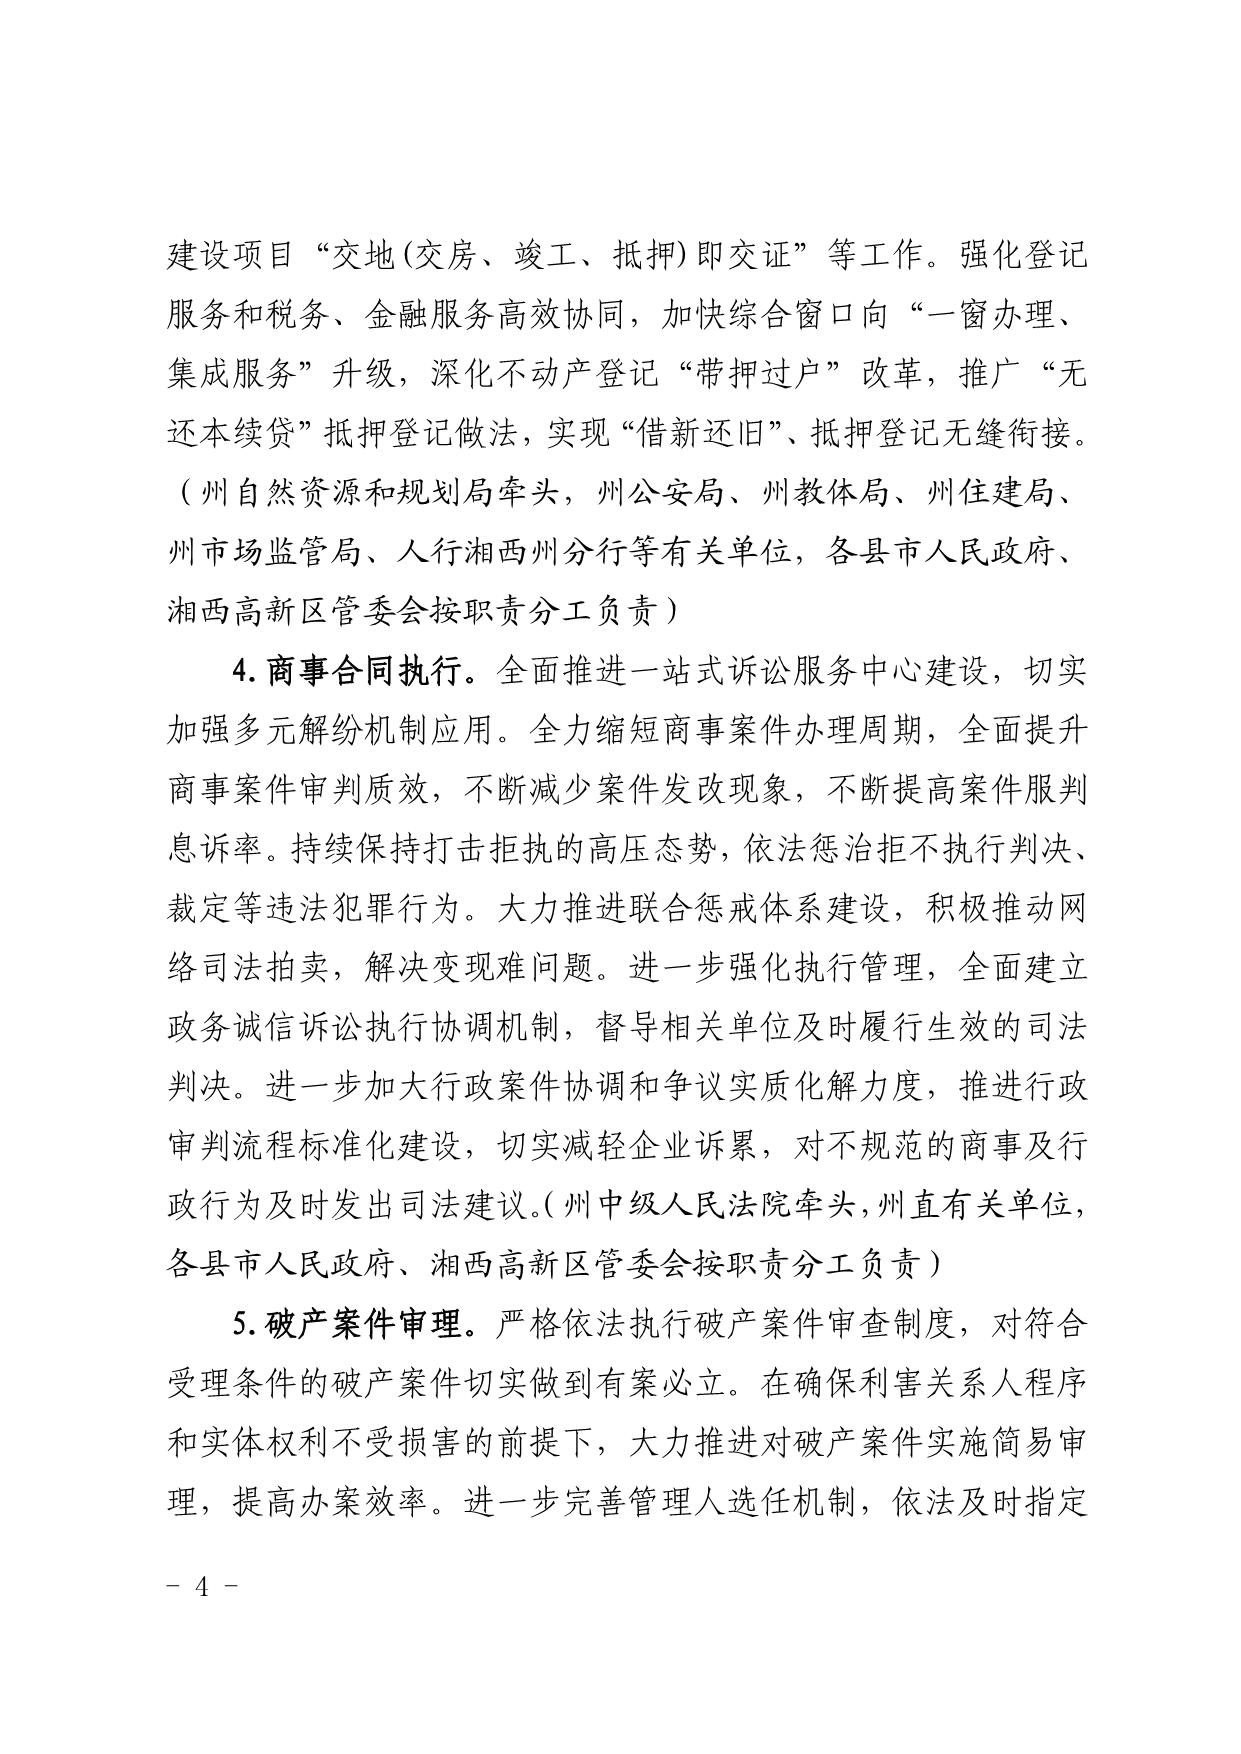 建设项目“交地(交房、竣工、抵押)即交证”等工作。强化登记
服务和税务、金融服务高效协同，加快综合窗口向“一窗办理、
集成服务”升级，深化不动产登记“带押过户”改革，推广“无
还本续贷”抵押登记做法，实现“借新还旧”、抵押登记无缝衔接。
（州自然资源和规划局牵头，州公安局、州教体局、州住建局、
州市场监管局、人行湘西州分行等有关单位，各县市人民政府、
湘西高新区管委会按职责分工负责）
4. 商事合同执行。全面推进一站式诉讼服务中心建设，切实
加强多元解纷机制应用。全力缩短商事案件办理周期，全面提升
商事案件审判质效，不断减少案件发改现象，不断提高案件服判
息诉率。持续保持打击拒执的高压态势，依法惩治拒不执行判决、
裁定等违法犯罪行为。大力推进联合惩戒体系建设，积极推动网
络司法拍卖，解决变现难问题。进一步强化执行管理，全面建立
政务诚信诉讼执行协调机制，督导相关单位及时履行生效的司法
判决。进一步加大行政案件协调和争议实质化解力度，推进行政
审判流程标准化建设，切实减轻企业诉累，对不规范的商事及行
政行为及时发出司法建议。（州中级人民法院牵头，州直有关单位，
各县市人民政府、湘西高新区管委会按职责分工负责）
5. 破产案件审理。严格依法执行破产案件审查制度，对符合
受理条件的破产案件切实做到有案必立。在确保利害关系人程序
和实体权利不受损害的前提下，大力推进对破产案件实施简易审
理，提高办案效率。进一步完善管理人选任机制，依法及时指定
- 4 -